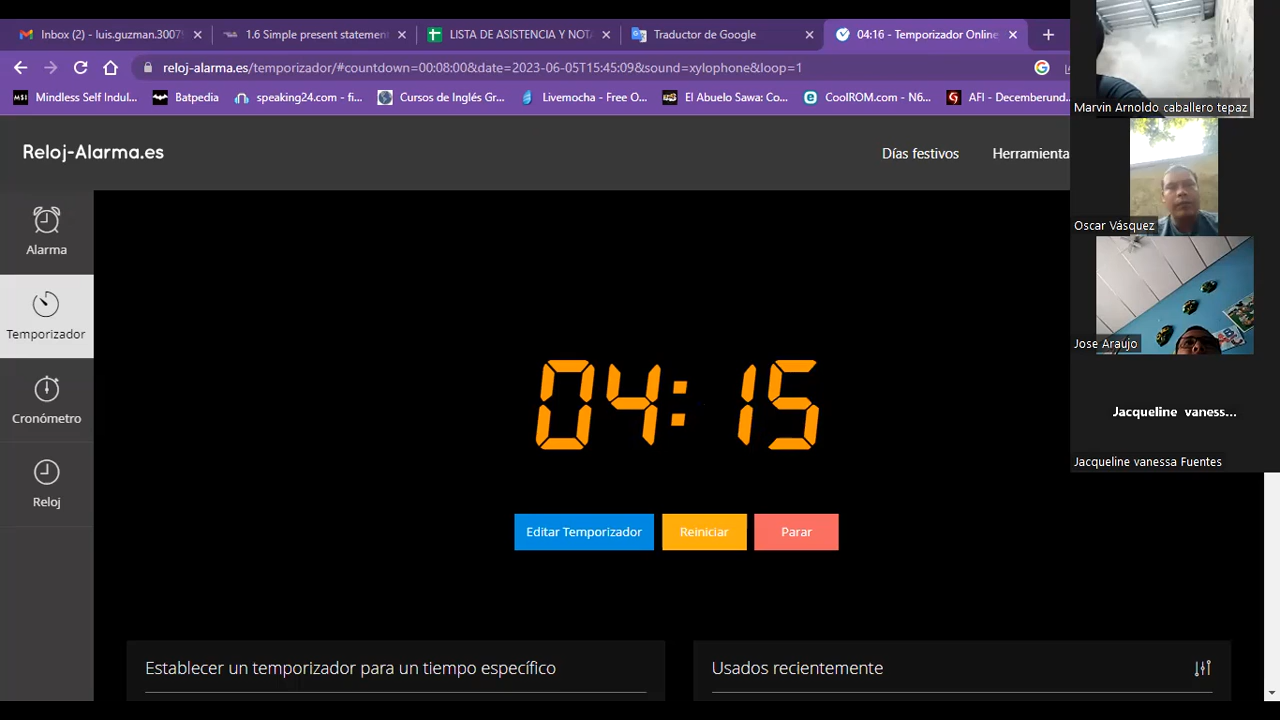 Inbox (2) - luis.guzman.3007
1.6 Simple present statemen
LISTA DE ASISTENCIA Y NOTA
Traductor de Google
04:16 - Temporizador Online
reloj-alarma.es/temporizador/#countdown=00:08:00&date=2023-06-05T15:45:09&sound=xylophone&loop=1
Mindless Self Indul...
Batpedia
speaking24.com - fi...
Cursos de Inglés Gr...
Livemocha - Free O...
El Abuelo Sawa: Co...
CoolROM.com - N6...
AFI - Decemberund...
Reloj-Alarma.es
Días festivos
Herramienta
Alarma
Temporizador
Cronómetro
Reloj
04:15
Editar Temporizador
Reiniciar
Parar
Establecer un temporizador para un tiempo específico
Usados recientemente
Marvin Arnoldo caballero tepaz
Oscar Vásquez
Jose Araujo
Jacqueline vaness...
Jacqueline vanessa Fuentes